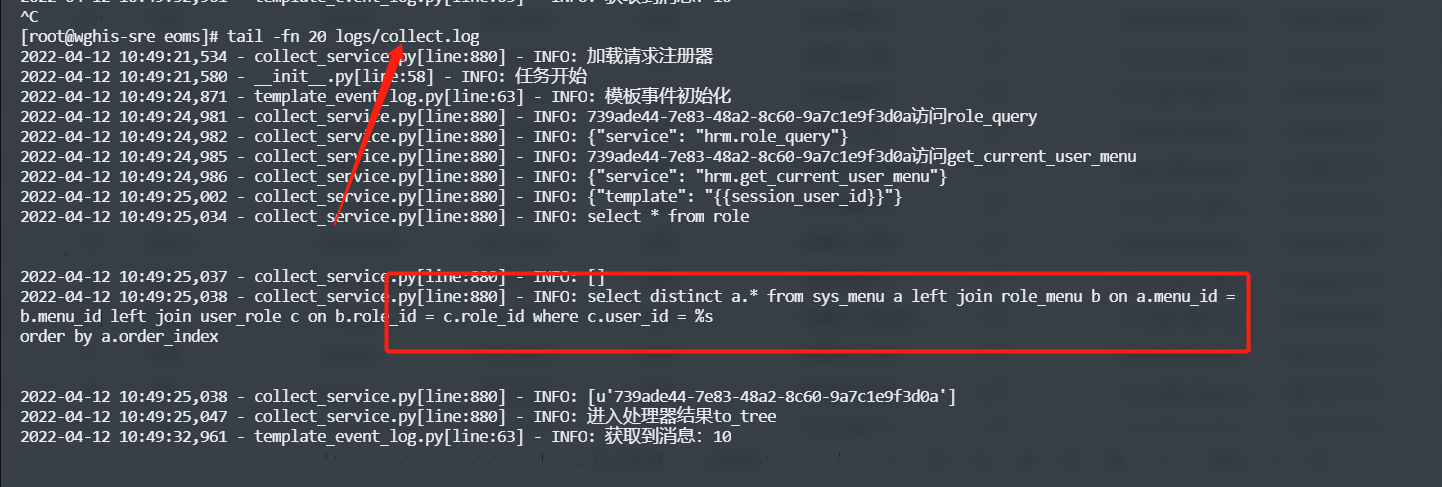 ^C
[root@wghis-sre eoms]# tail -fn 20 logs/collect.log
2022-04-12 10:49:21,534 - collect_service.py[line:880] - INFO: 加载请求注册器
2022-04-12 10:49:21,580 - __init__.py[line:58] - INFO: 任务开始
2022-04-12 10:49:24,871 - template_event_log.py[line:63] - INFO: 模板事件初始化
2022-04-12 10:49:24,981 - collect_service.py[line:880] - INFO: 739ade44-7e83-48a2-8c60-9a7c1e9f3d0a访问role_query
2022-04-12 10:49:24,982 - collect_service.py[line:880] - INFO: {"service": "hrm.role_query"}
2022-04-12 10:49:24,985 - collect_service.py[line:880] - INFO: 739ade44-7e83-48a2-8c60-9a7c1e9f3d0a访问get_current_user_menu
2022-04-12 10:49:24,986 - collect_service.py[line:880] - INFO: {"service": "hrm.get_current_user_menu"}
2022-04-12 10:49:25,002 - collect_service.py[line:880] - INFO: {"template": "{{session_user_id}}"}
2022-04-12 10:49:25,034 - collect_service.py[line:880] - INFO: select * from role
2022-04-12 10:49:25,037 - collect_service.py[line:880] - INFO: []
2022-04-12 10:49:25,038 - collect_service.py[line:880] - INFO: select distinct a.* from sys_menu a left join role_menu b on a.menu_id =
b.menu_id left join user_role c on b.role_id = c.role_id where c.user_id = %s
order by a.order_index
2022-04-12 10:49:25,038 - collect_service.py[line:880] - INFO: [u'739ade44-7e83-48a2-8c60-9a7c1e9f3d0a']
2022-04-12 10:49:25,047 - collect_service.py[line:880] - INFO: 进入处理器结果to_tree
2022-04-12 10:49:32,961 - template_event_log.py[line:63] - INFO: 获取到消息: 10